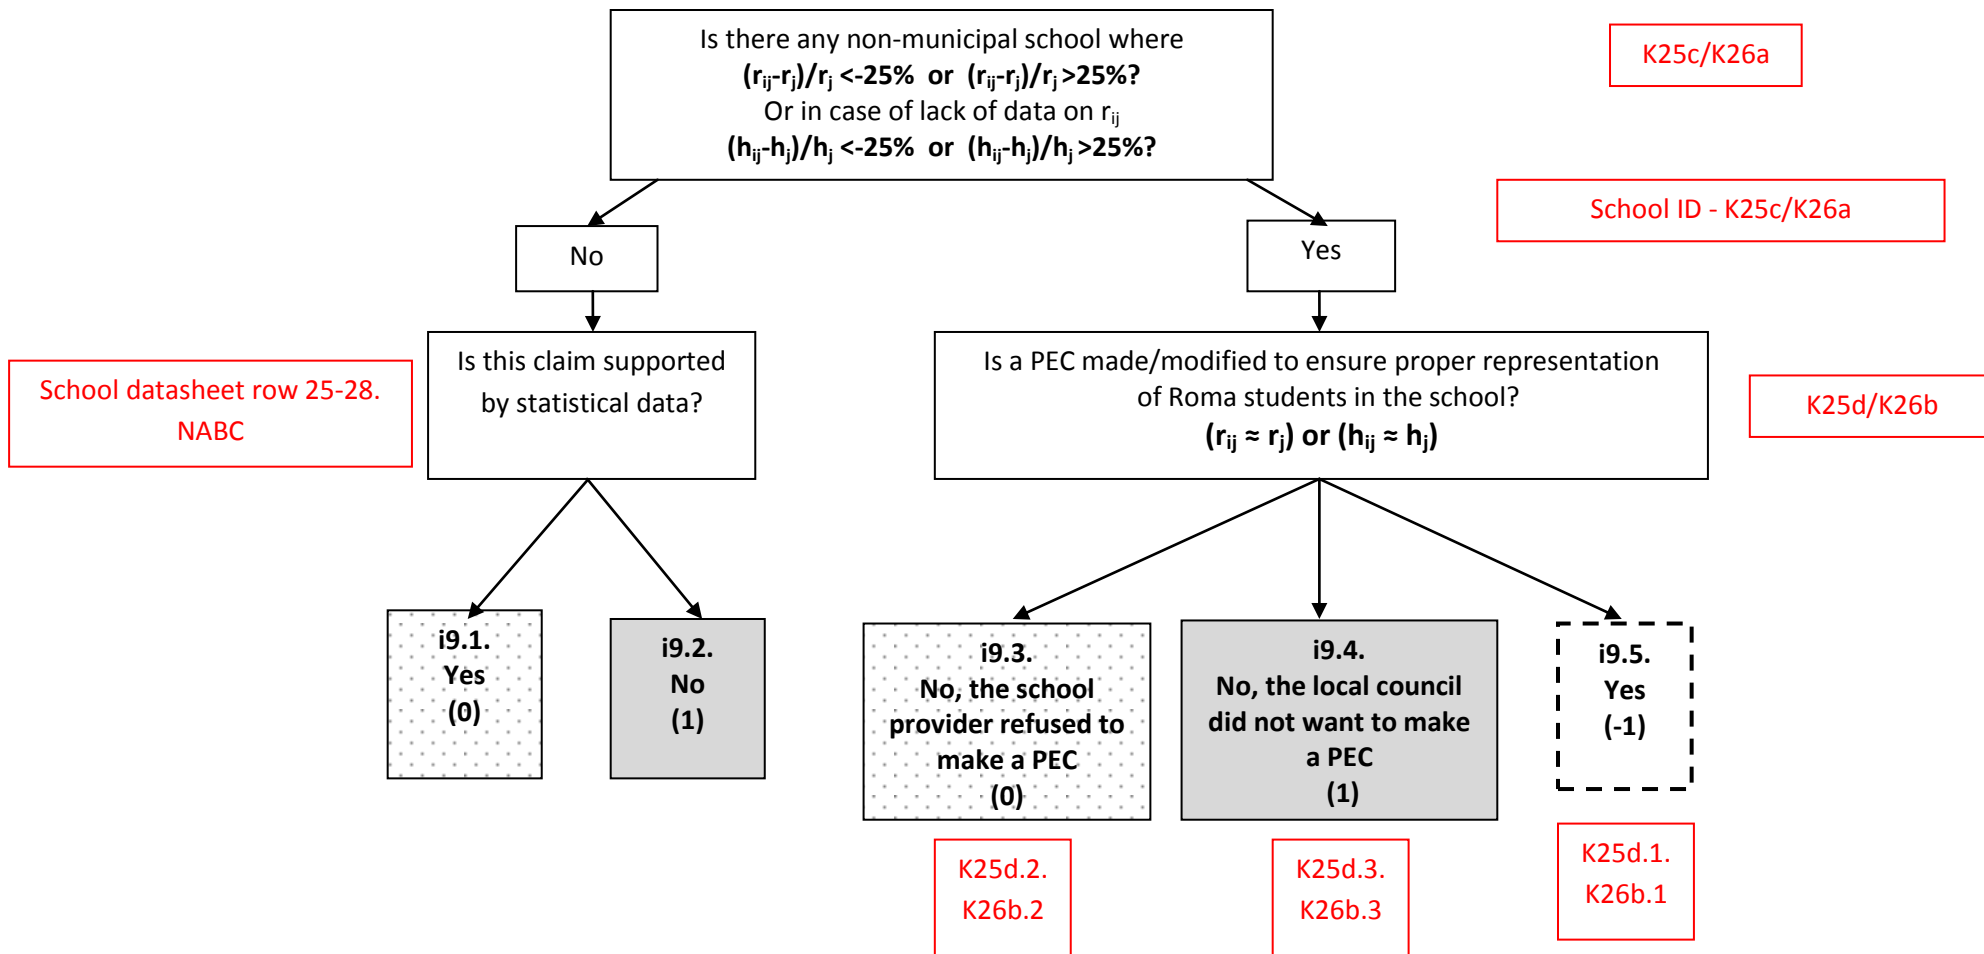 Is there any non-municipal school where
(rij-rj)/rj <-25%  or  (rij-rj)/rj >25%?
Or in case of lack of data on rij
(hij-hj)/hj <-25%  or  (hij-hj)/hj >25%?
K25c/K26a
School ID - K25c/K26a
No
Yes
School datasheet row 25-28.
NABC
Is this claim supported
by statistical data?
Is a PEC made/modified to ensure proper representation
of Roma students in the school?
(rij ≈ rj) or (hij ≈ hj)
K25d/K26b
i9.1.
Yes
(0)
i9.2.
No
(1)
i9.3.
No, the school
provider refused to
make a PEC
(0)
i9.4.
No, the local council
did not want to make
a PEC
(1)
i9.5.
Yes
(-1)
K25d.2.
K26b.2
K25d.3.
K26b.3
K25d.1.
K26b.1